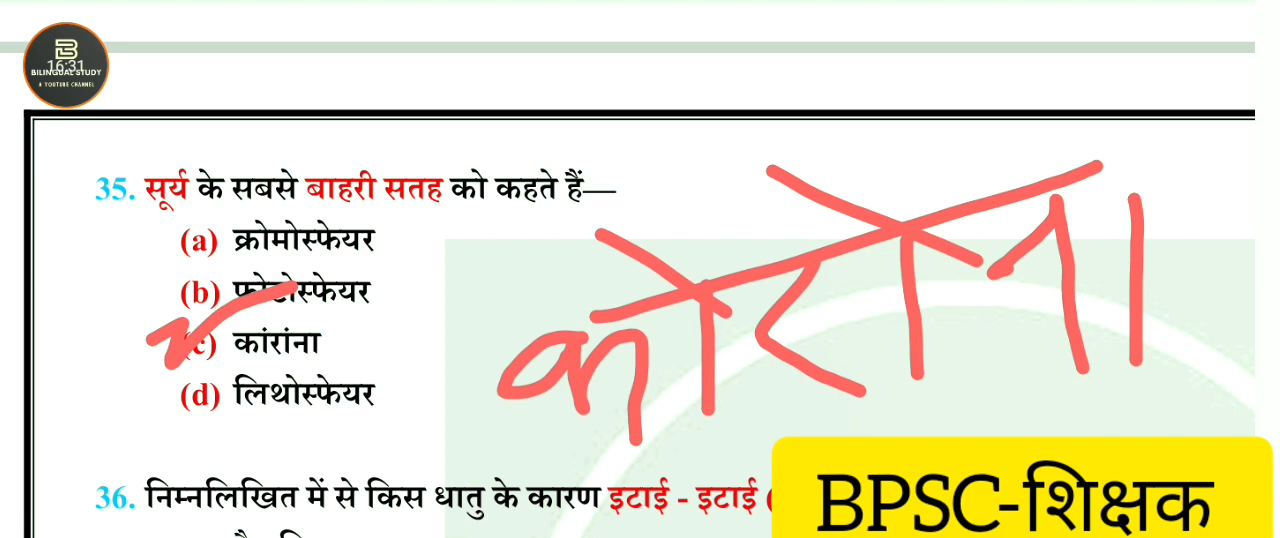 B
16:31
BILINGUAL STUDY
A YOUTUBE CHANNEL
35. सूर्य के सबसे बाहरी सतह को कहते हैं—
(a) क्रोमोस्फेयर
(b) फोटोस्फेयर
(c) कांरांना
(d) लिथोस्फेयर
कोरोना
36. निम्नलिखित में से किस धातु के कारण इटाई - इटाई (
BPSC-शिक्षक